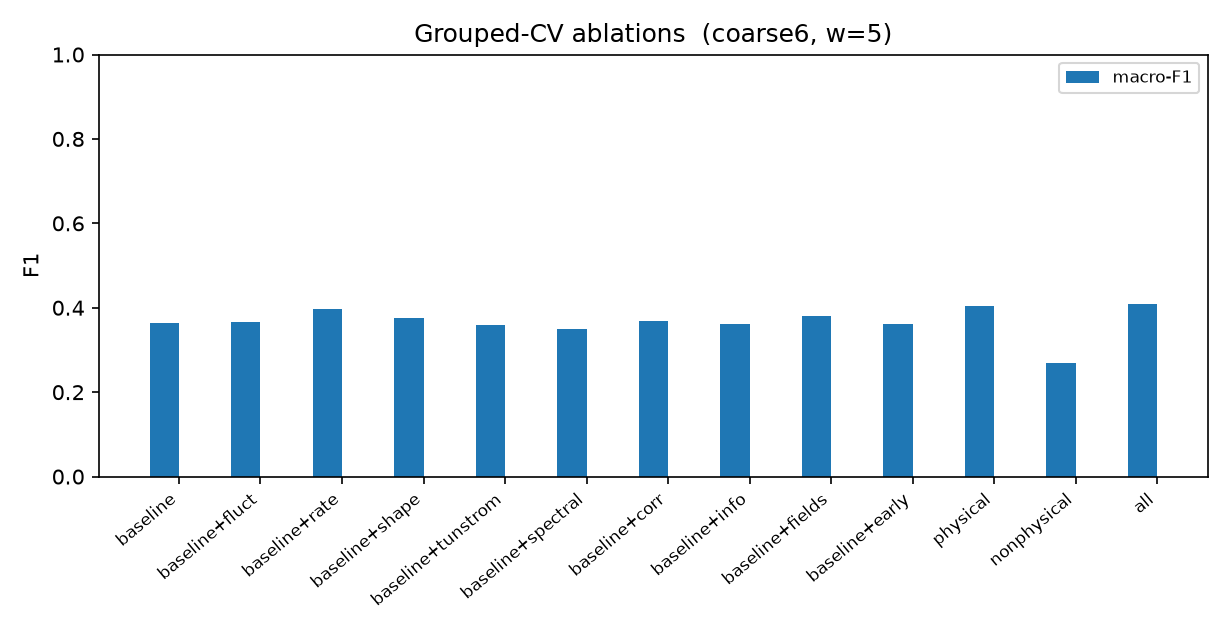 Grouped-CV ablations (coarse6, w=5)
macro-F1
F1
1.0
0.8
0.6
0.4
0.2
0.0
baseline
baseline+fluct
baseline+rate
baseline+shape
baseline+tunstrom
baseline+spectral
baseline+corr
baseline+info
baseline+fields
baseline+early
physical
nonphysical
all